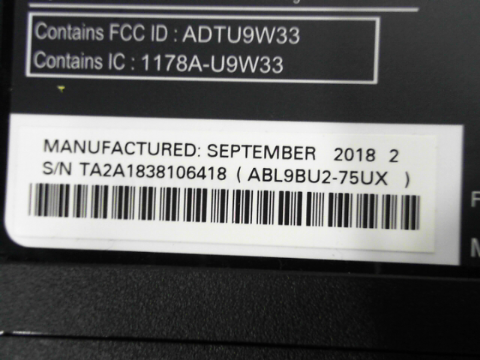 Contains FCC ID : ADTU9W33
Contains IC : 1178A-U9W33
MANUFACTURED: SEPTEMBER 2018 2
S/N TA2A1838106418 ( ABL9BU2-75UX )